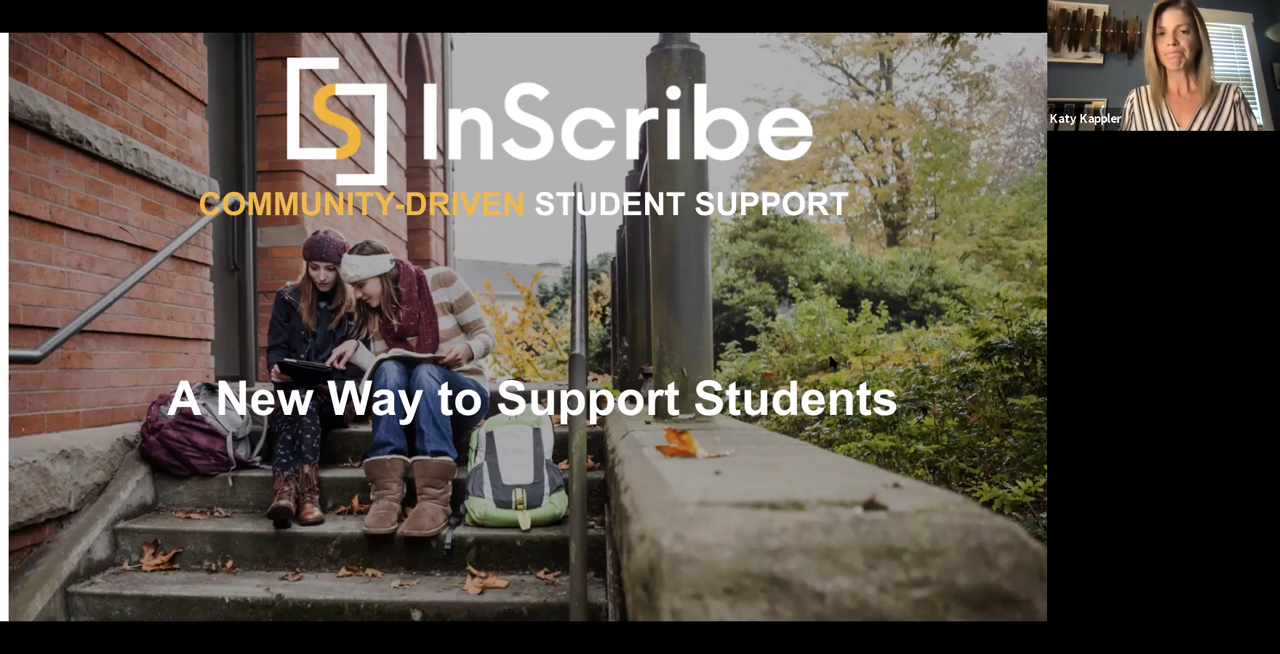 InScribe
COMMUNITY-DRIVEN STUDENT SUPPORT
A New Way to Support Students
Katy Kappler